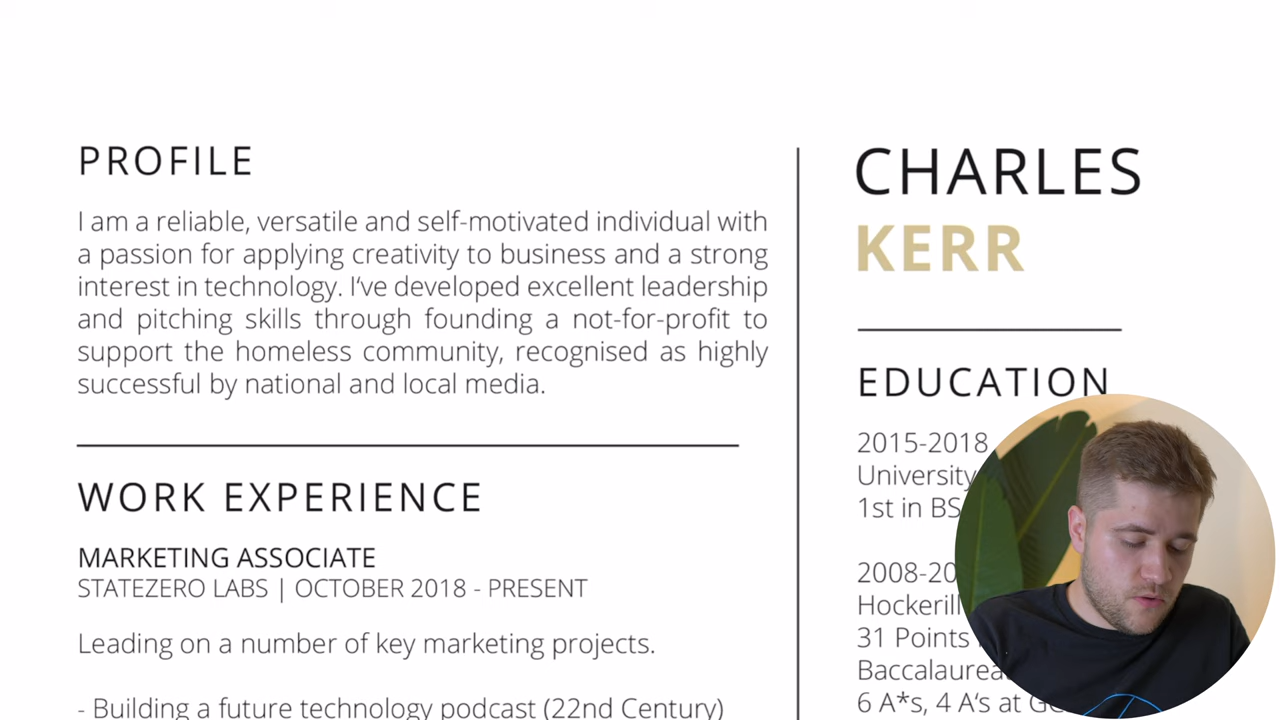 PROFILE
I am a reliable, versatile and self-motivated individual with
a passion for applying creativity to business and a strong
interest in technology. I've developed excellent leadership
and pitching skills through founding a not-for-profit to
support the homeless community, recognised as highly
successful by national and local media.
WORK EXPERIENCE
MARKETING ASSOCIATE
STATEZERO LABS | OCTOBER 2018 - PRESENT
Leading on a number of key marketing projects.
- Building a future technology podcast (22nd Century)
CHARLES
KERR
EDUCATION
2015-2018
University
1st in
31 Points
6 A*s, 4 A's at